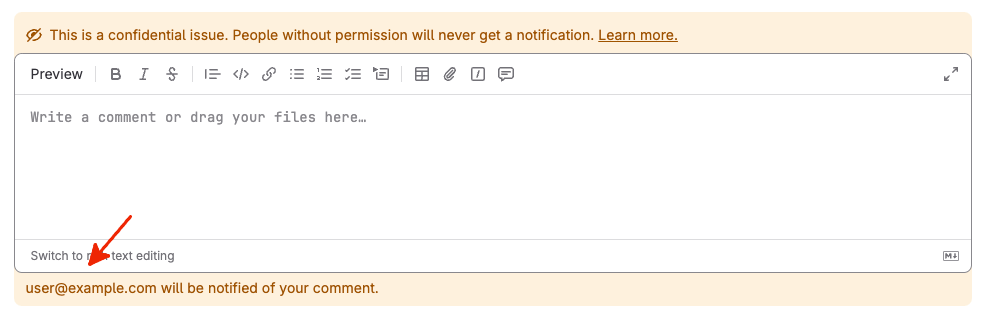 This is a confidential issue. People without permission will never get a notification. Learn more.
Preview
Write a comment or drag your files here…
Switch to text editing
user@example.com will be notified of your comment.